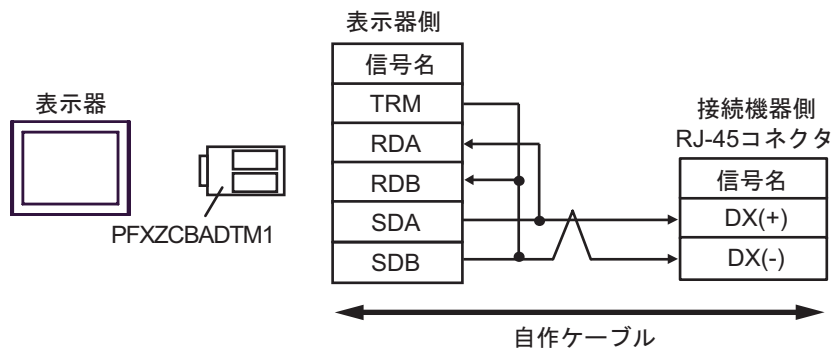 表示器
PFXZCBADTM1
表示器側
信号名
TRM
RDA
RDB
SDA
SDB
接続機器側
RJ-45コネクタ
信号名
DX(+)
DX(-)
自作ケーブル